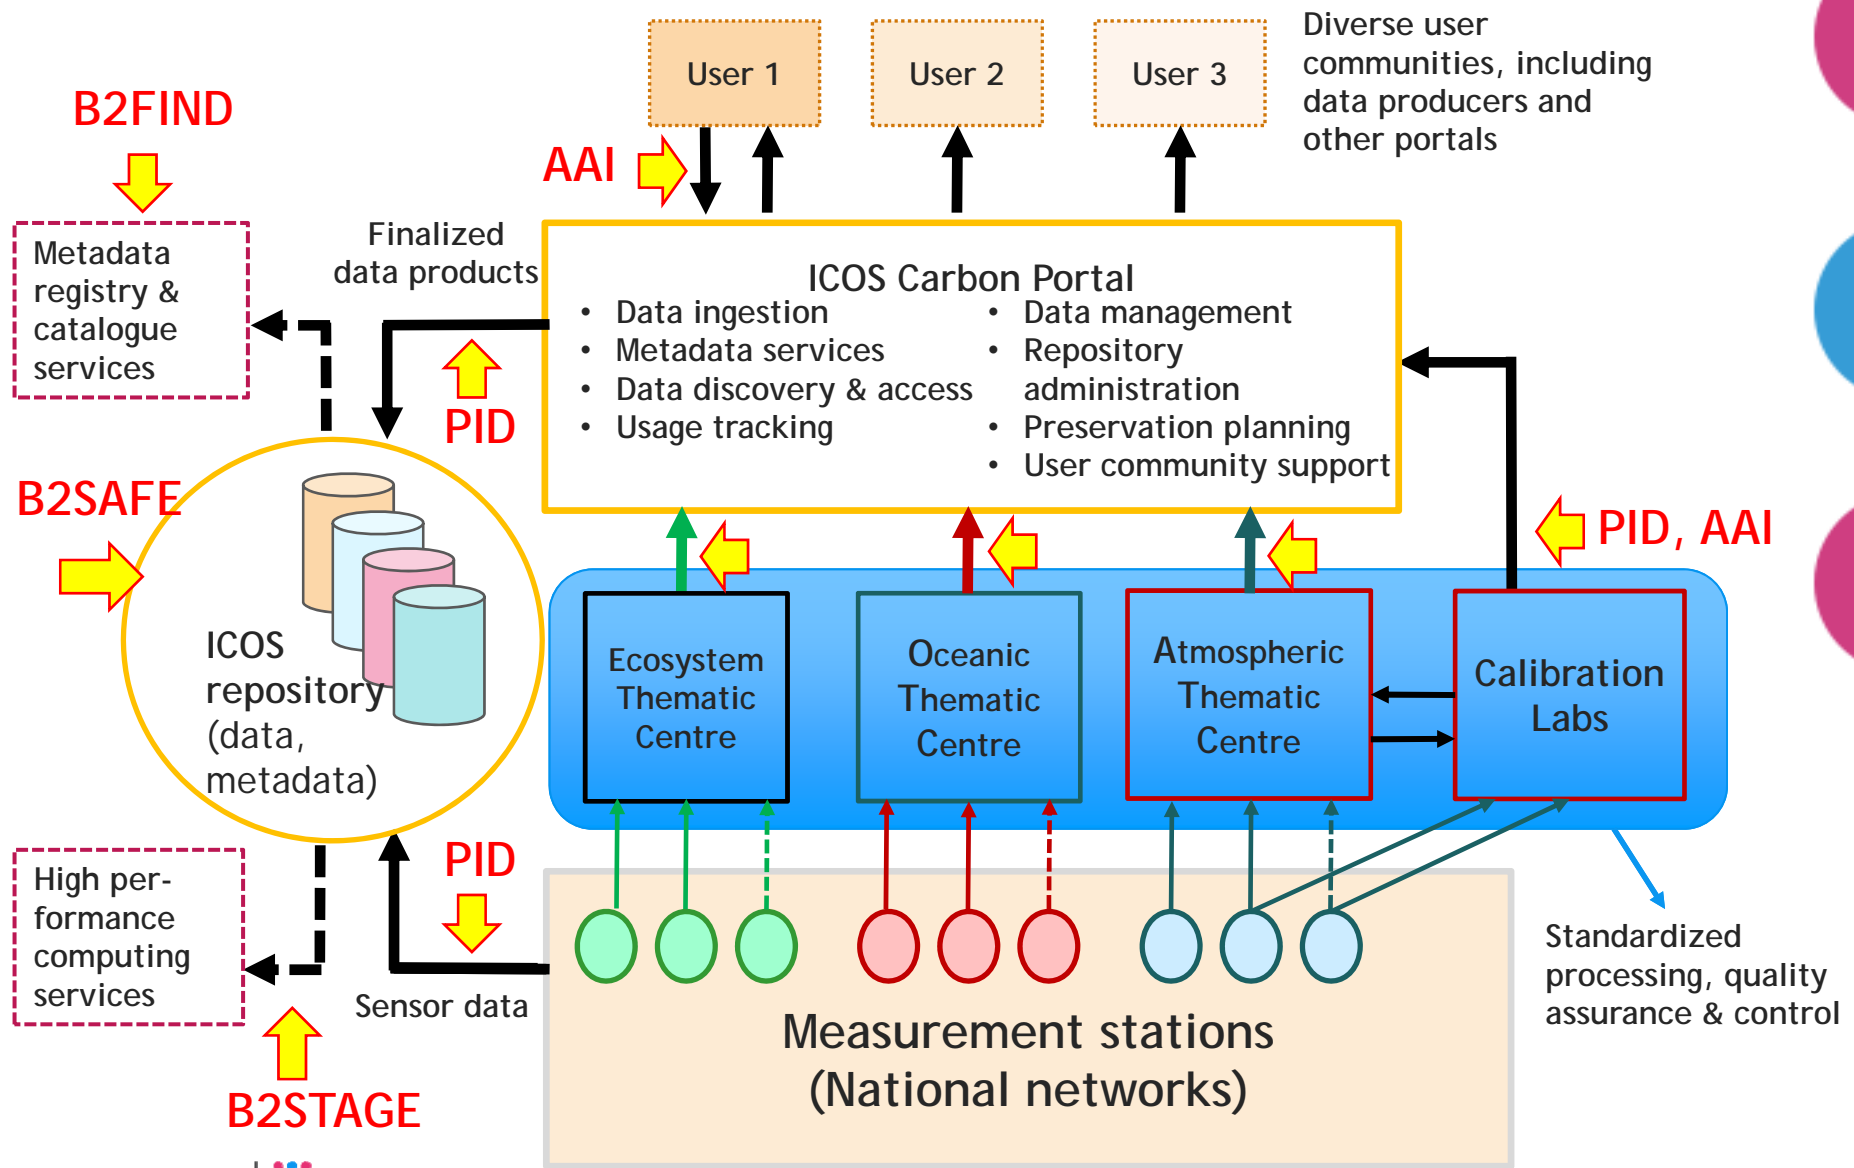 User 1
User 2
User 3
Diverse user
communities, including
data producers and
other portals
B2FIND
AAI
Metadata
registry &
catalogue
services
Finalized
data products
PID
ICOS Carbon Portal
• Data ingestion
• Metadata services
• Data discovery & access
• Usage tracking
• Data management
• Repository
administration
• Preservation planning
• User community support
B2SAFE
PID, AAI
ICOS
repository
(data,
metadata)
Ecosystem
Thematic
Centre
Oceanic
Thematic
Centre
Atmospheric
Thematic
Centre
Calibration
Labs
High per-
formance
computing
services
PID
Sensor data
B2STAGE
Measurement stations
(National networks)
Standardized
processing, quality
assurance & control